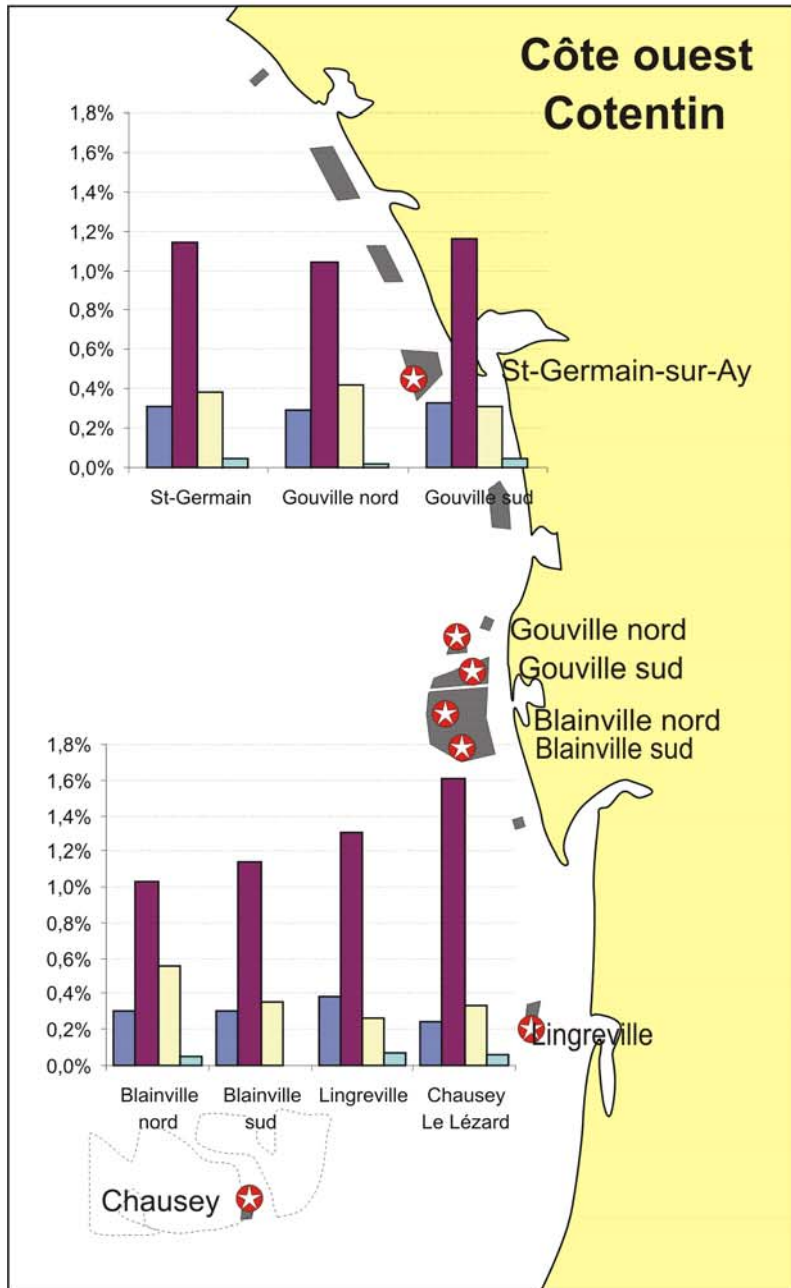 Côte ouest
Cotentin
1,8%
1,6%
1,4%
1,2%
1,0%
0,8%
0,6%
0,4%
0,2%
0,0%
St-Germain
Gouville nord
Gouville sud
St-Germain-sur-Ay
Gouville nord
Gouville sud
Blainville nord
Blainville sud
1,8%
1,6%
1,4%
1,2%
1,0%
0,8%
0,6%
0,4%
0,2%
0,0%
Blainville
nord
Blainville
sud
Lingreville
Chausey
Le Lézard
Lingreville
Chausey